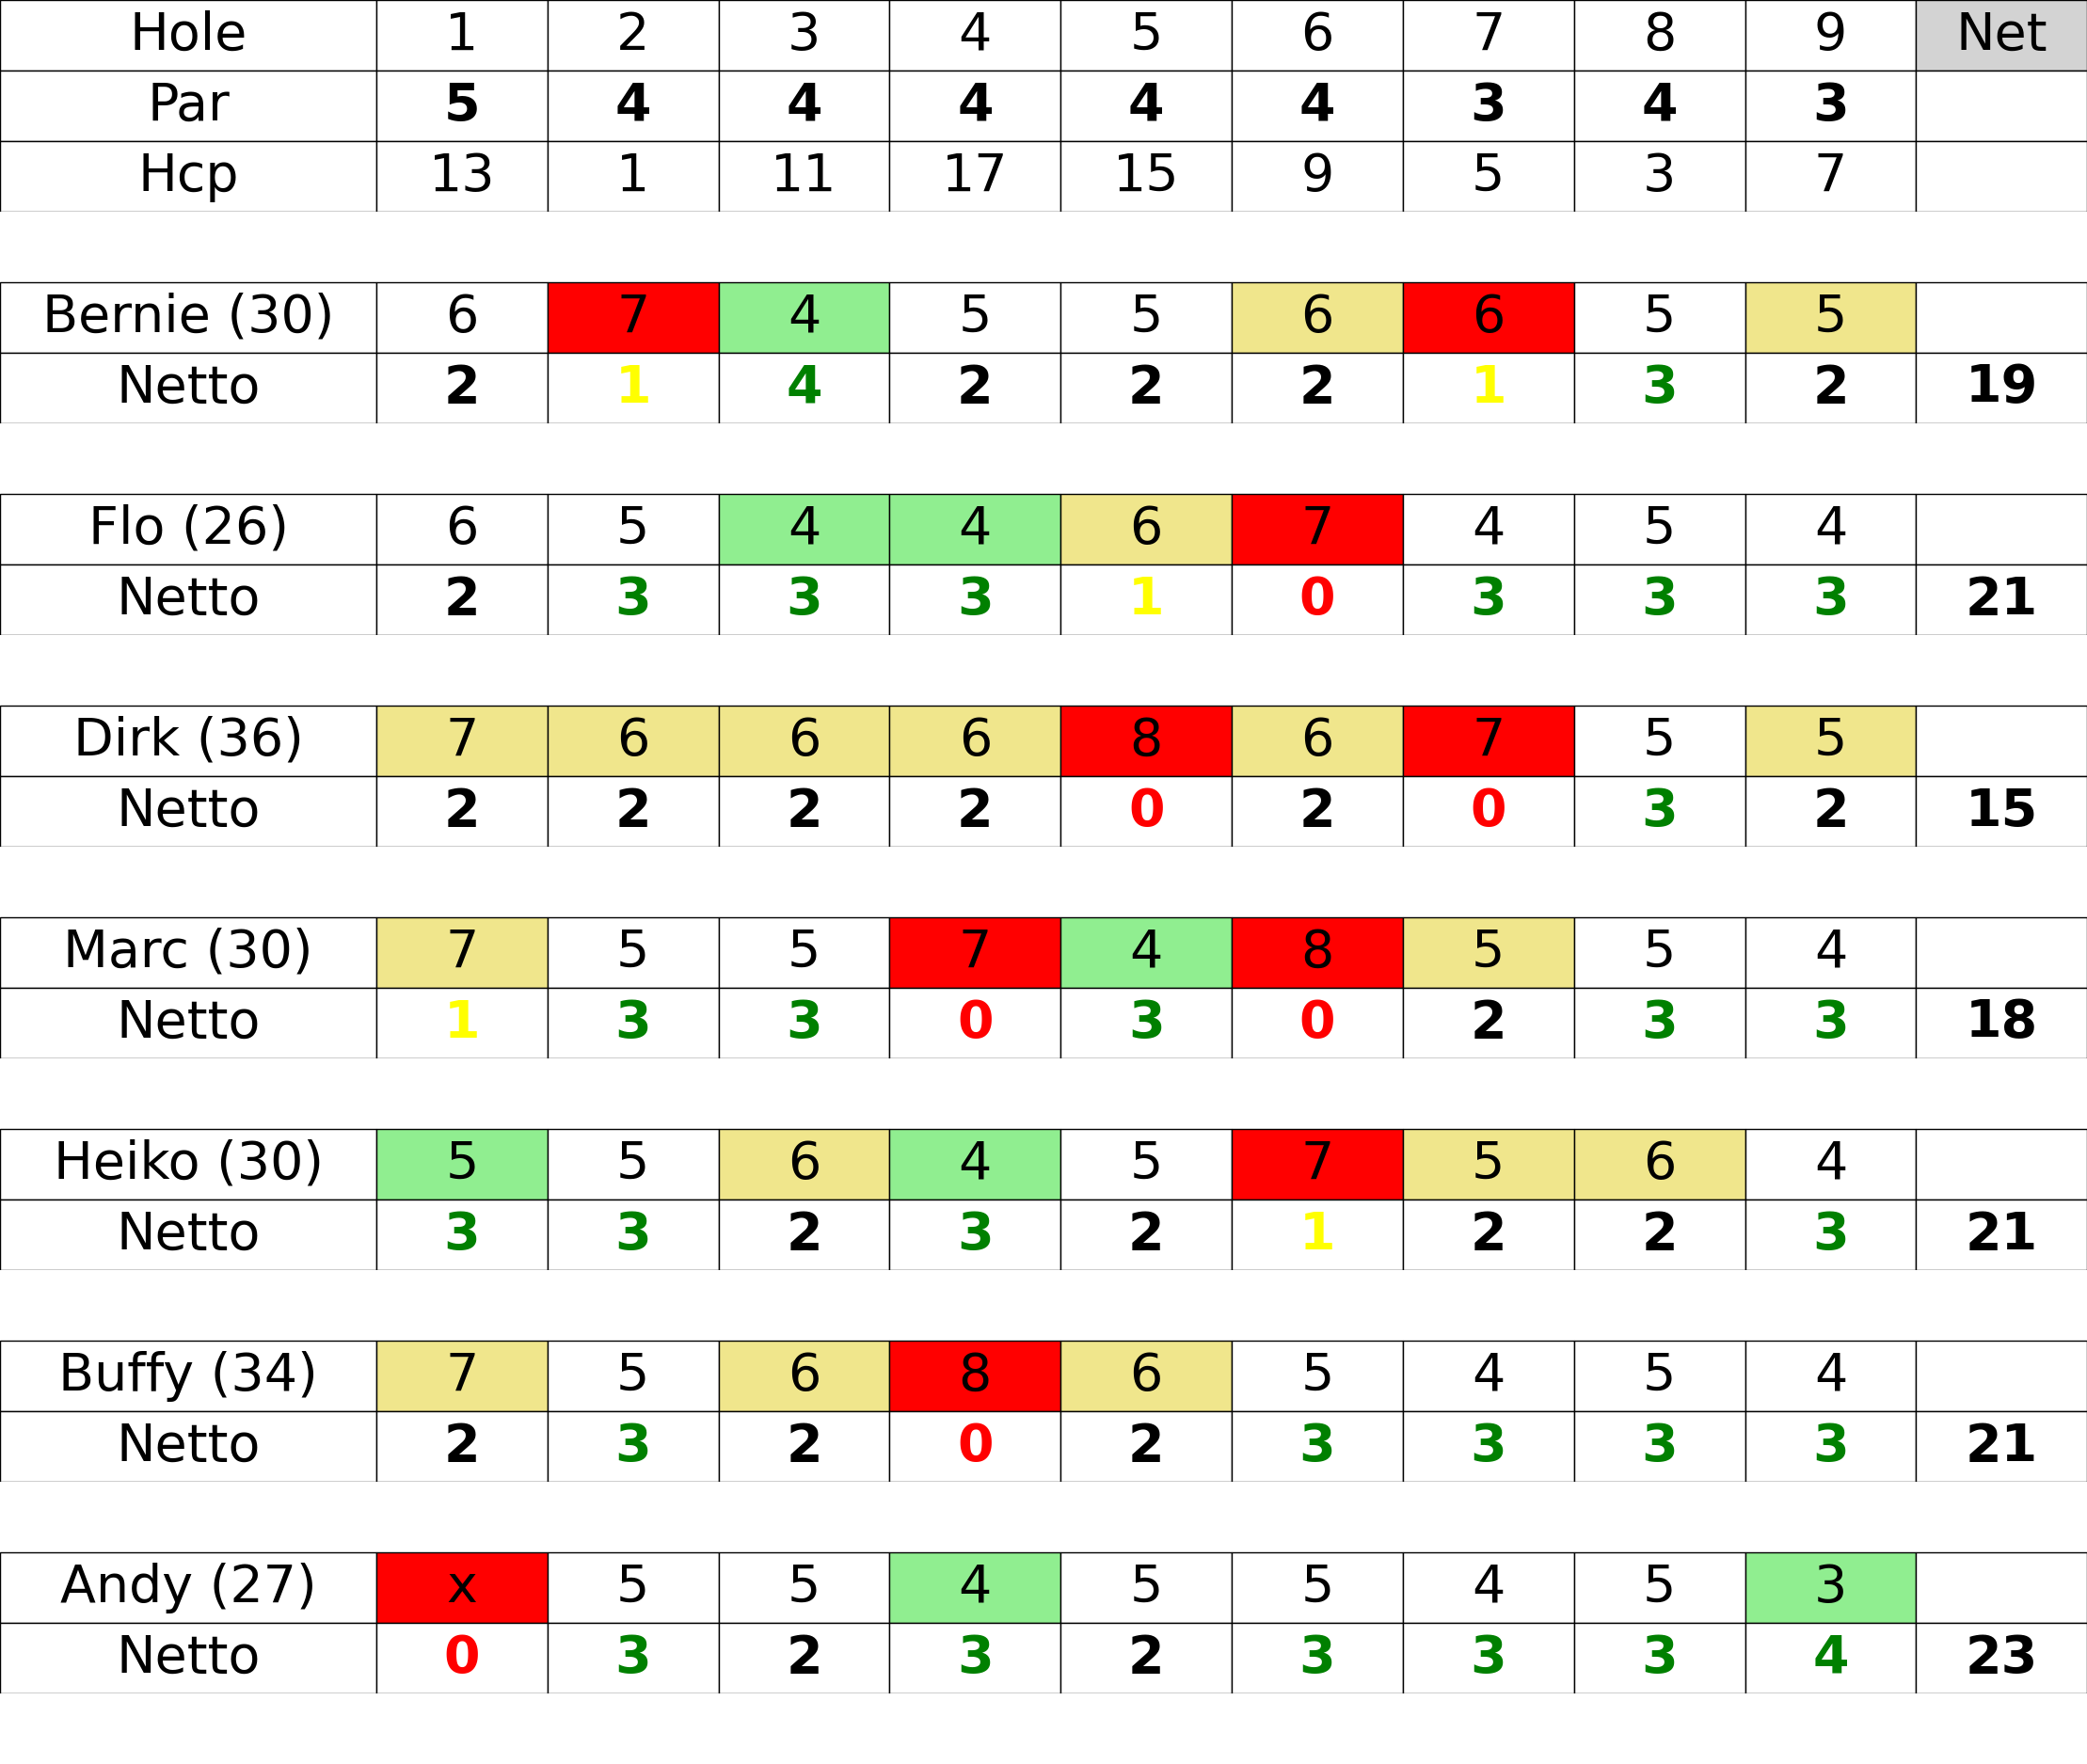 Hole 1 2 3 4 5 6 7 8 9 Net
Par 5 4 4 4 4 4 3 4 3
Hcp 13 1 11 17 15 9 5 3 7
Bernie (30) 6 7 4 5 5 6 6 5 5
Netto 2 1 4 2 2 2 1 3 2 19
Flo (26) 6 5 4 4 6 7 4 5 4
Netto 2 3 3 3 1 0 3 3 3 21
Dirk (36) 7 6 6 6 8 6 7 5 5
Netto 2 2 2 2 0 2 0 3 2 15
Marc (30) 7 5 5 7 4 8 5 5 4
Netto 1 3 3 0 3 0 2 3 3 18
Heiko (30) 5 5 6 4 5 7 5 6 4
Netto 3 3 2 3 2 1 2 2 3 21
Buffy (34) 7 5 6 8 6 5 4 5 4
Netto 2 3 2 0 2 3 3 3 3 21
Andy (27) x 5 5 4 5 5 4 5 3
Netto 0 3 2 3 2 3 3 3 4 23